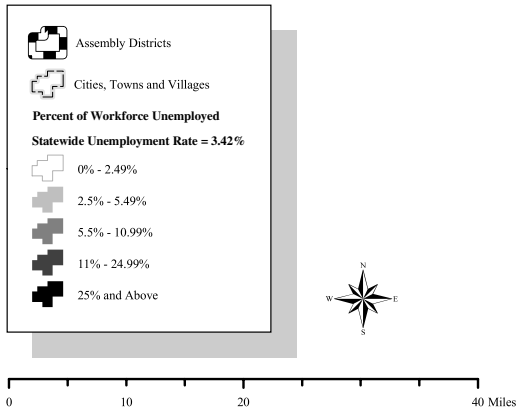 Assembly Districts
Cities, Towns and Villages
Percent of Workforce Unemployed
Statewide Unemployment Rate = 3.42%
0% - 2.49%
2.5% - 5.49%
5.5% - 10.99%
11% - 24.99%
25% and Above
N
W E
S
0 10 20 40 Miles